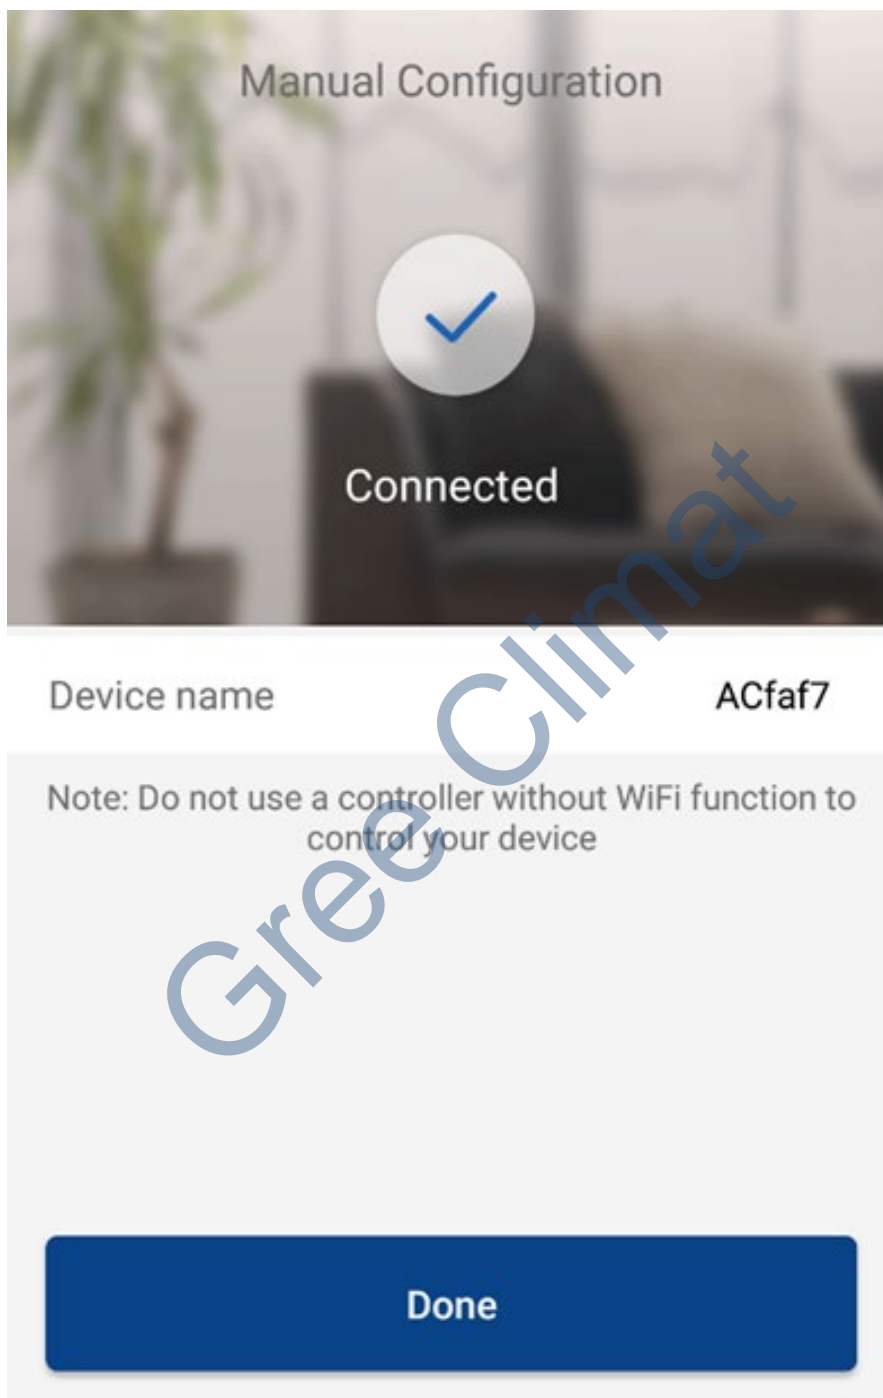 Manual Configuration
Connected
Device name ACfaf7
Note: Do not use a controller without WiFi function to
control your device
Gree Climat
Done